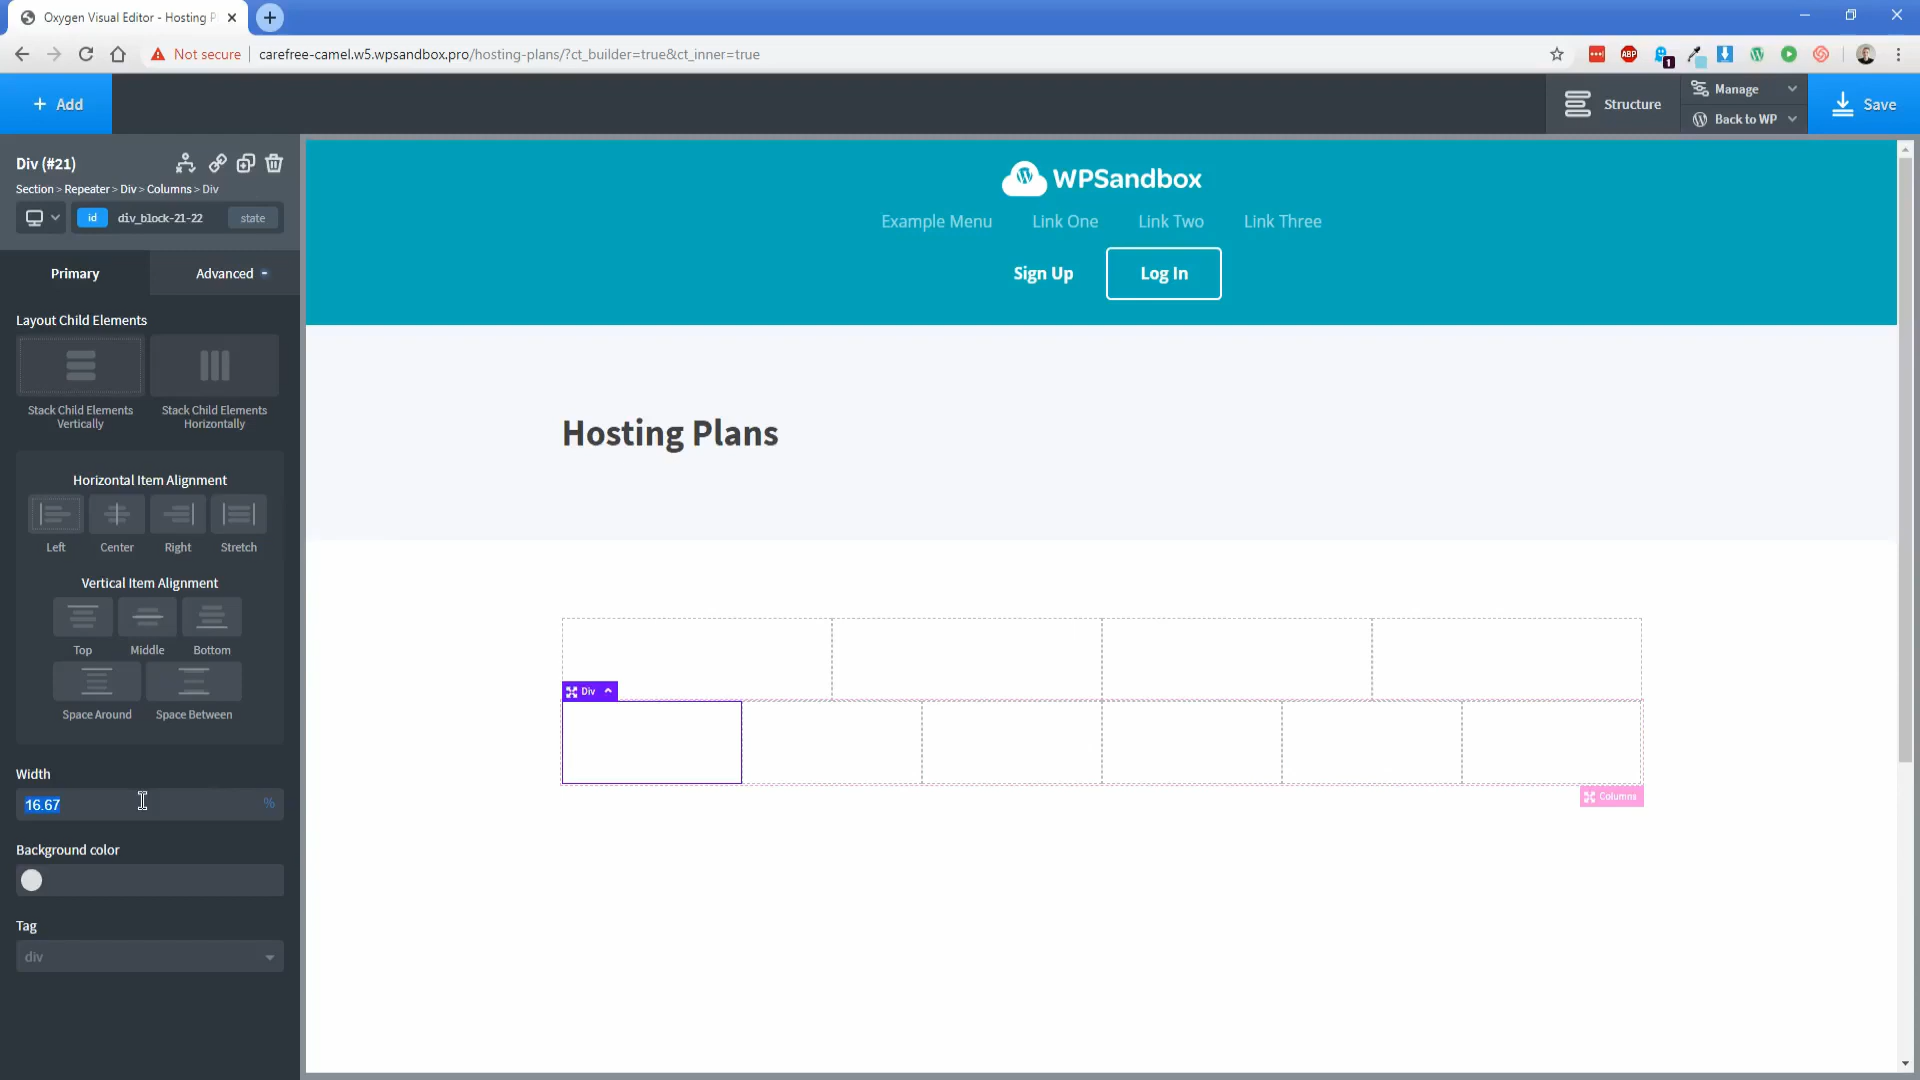 Oxygen Visual Editor - Hosting P
Not secure
carefree-camel.w5.wpsandbox.pro/hosting-plans/?ct_builder=true&ct_inner=true
ABP
1
+ Add
Structure
Manage
Back to WP
Save
Div (#21)
Section > Repeater > Div > Columns > Div
id
div_block-21-22
state
Primary
Advanced
Layout Child Elements
Stack Child Elements Vertically
Stack Child Elements Horizontally
Horizontal Item Alignment
Left
Center
Right
Stretch
Vertical Item Alignment
Top
Middle
Bottom
Space Around
Space Between
Width
16.67
%
Background color
Tag
div
WPSandbox
Example Menu
Link One
Link Two
Link Three
Sign Up
Log In
Hosting Plans
Div
Columns